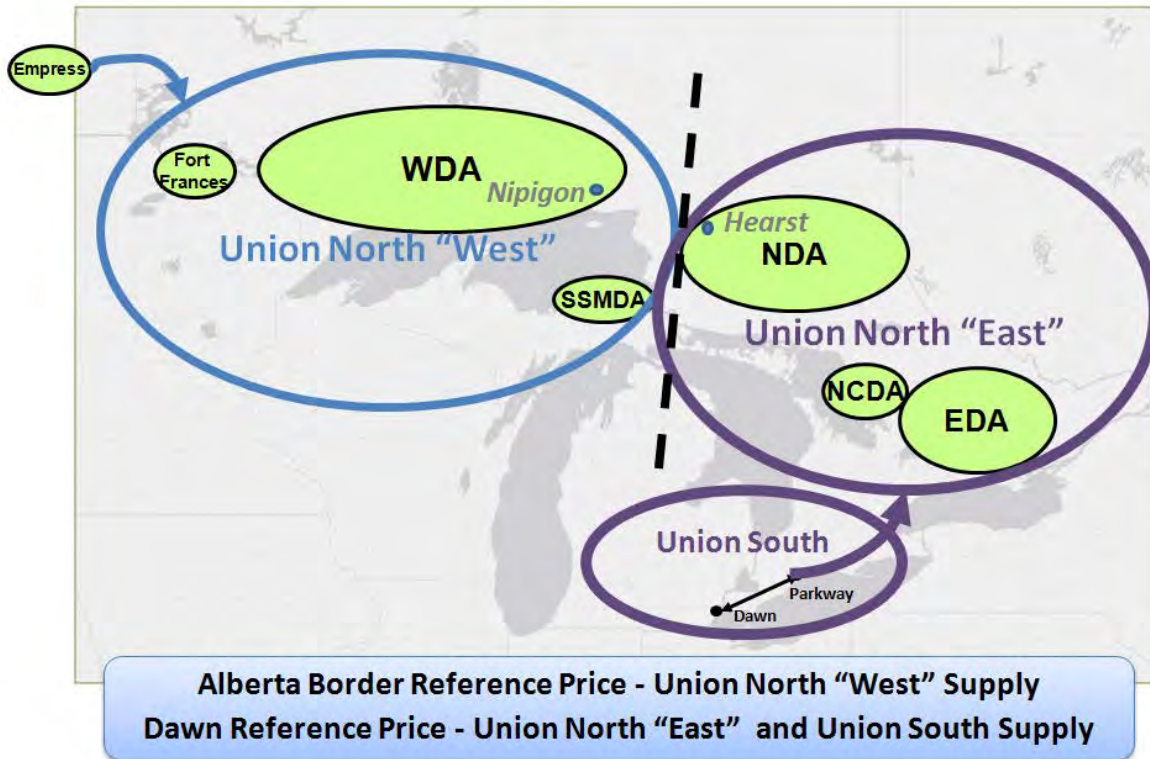 Empress
Fort
Frances
WDA
Nipigon
Union North “West”
SSMDA
Hearst
NDA
Union North “East”
NCDA
EDA
Union South
Parkway
Dawn
Alberta Border Reference Price - Union North “West” Supply
Dawn Reference Price - Union North “East” and Union South Supply